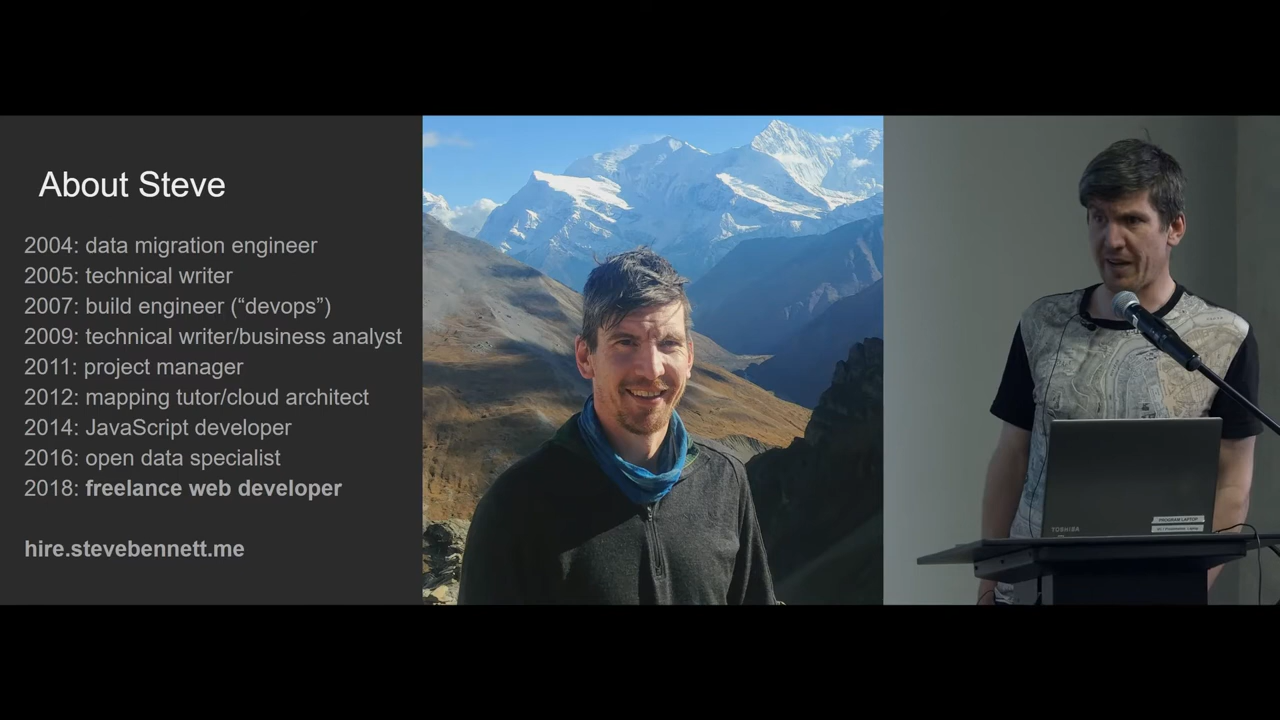 About Steve
2004: data migration engineer
2005: technical writer
2007: build engineer (“devops”)
2009: technical writer/business analyst
2011: project manager
2012: mapping tutor/cloud architect
2014: JavaScript developer
2016: open data specialist
2018: freelance web developer
hire.stevebennett.me
TOSHIBA
PROGRAM LAPTOP